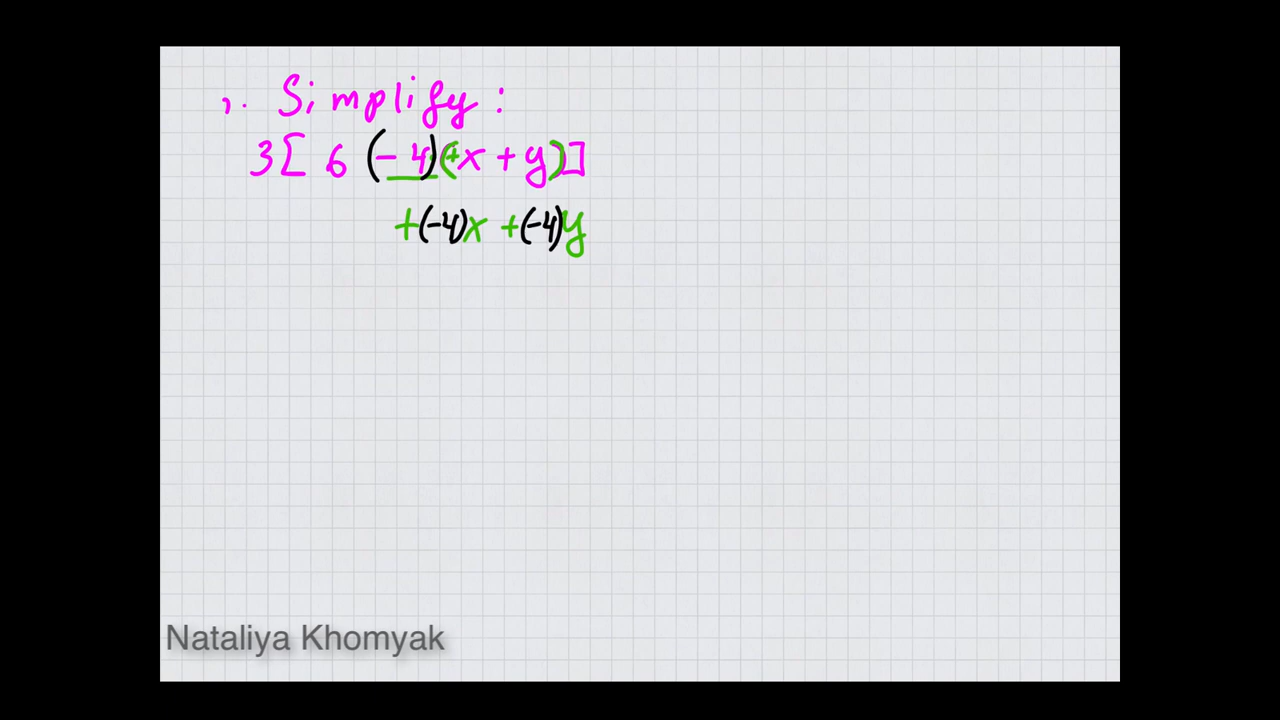 1. Simplify:
3[ 6 (- 4)(+x + y)]
+(-4)x +(-4)y
Nataliya Khomyak